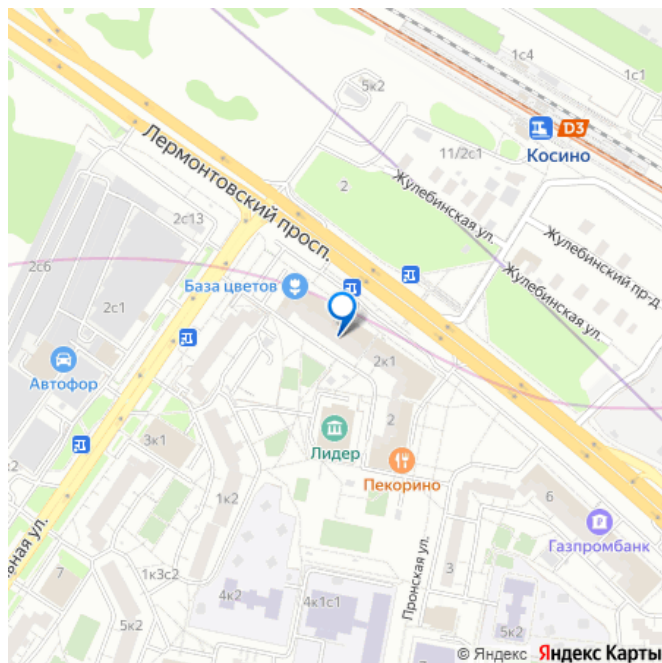 1с4
1с1
5к2
D3
Косино
11/2с1
Лермонтовский просп.
2
Жулебинская ул.
2с13
Жулебинский пр-д
2с6
База цветов
Жулебинская ул.
2с1
Автофор
2к1
2
Лидер
3к1
Пекорино
1к2
6
Газпромбанк
ьная ул.
7
1к3с2
4к2
4к1с1
Пронская ул.
3
5к2
5к2
© Яндекс Яндекс Карты